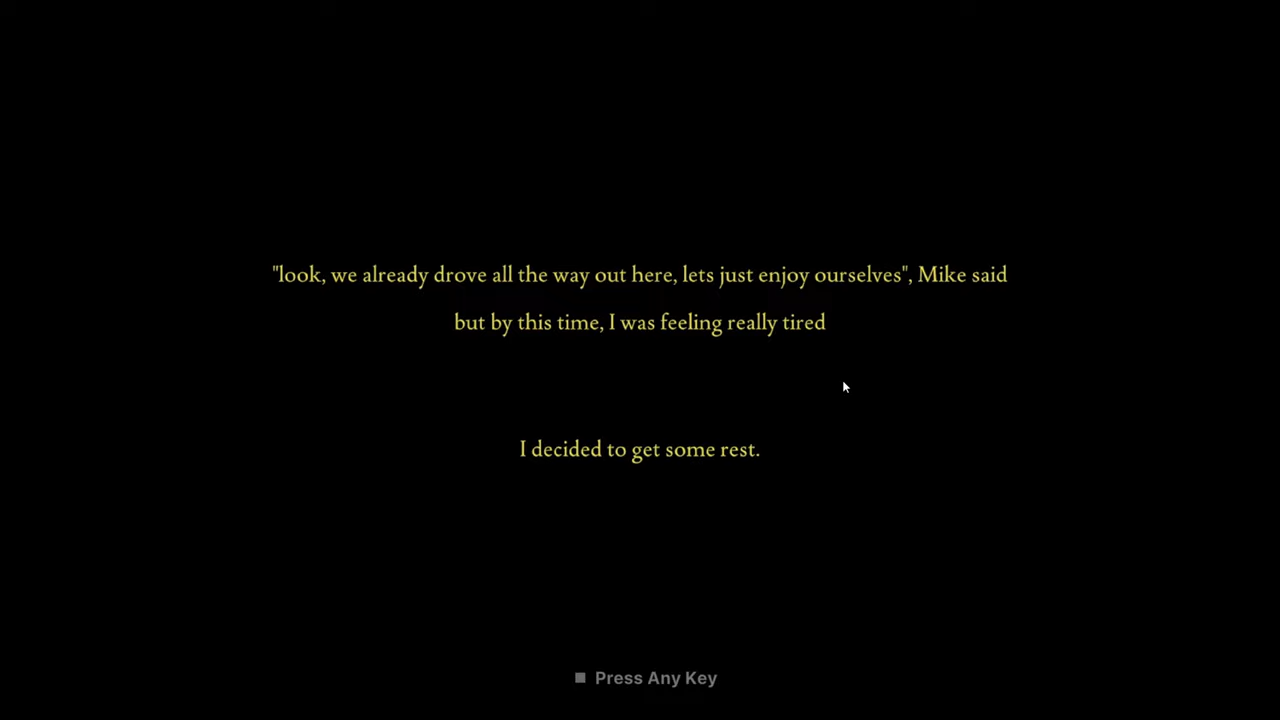 "look, we already drove all the way out here, lets just enjoy ourselves", Mike said
but by this time, I was feeling really tired
I decided to get some rest.
Press Any Key